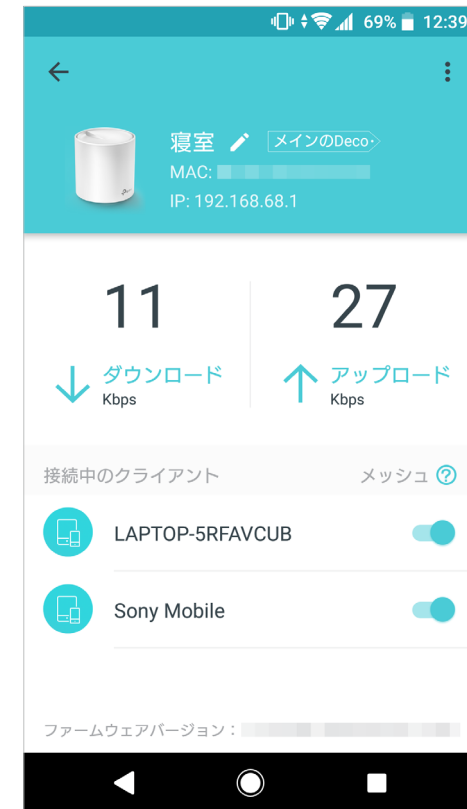 69% 12:39
寝室 メインのDeco
MAC:
IP: 192.168.68.1
11 27
ダウンロード アップロード
Kbps Kbps
接続中のクライアント メッシュ ?
LAPTOP-5RFAVCUB
Sony Mobile
ファームウェアバージョン：